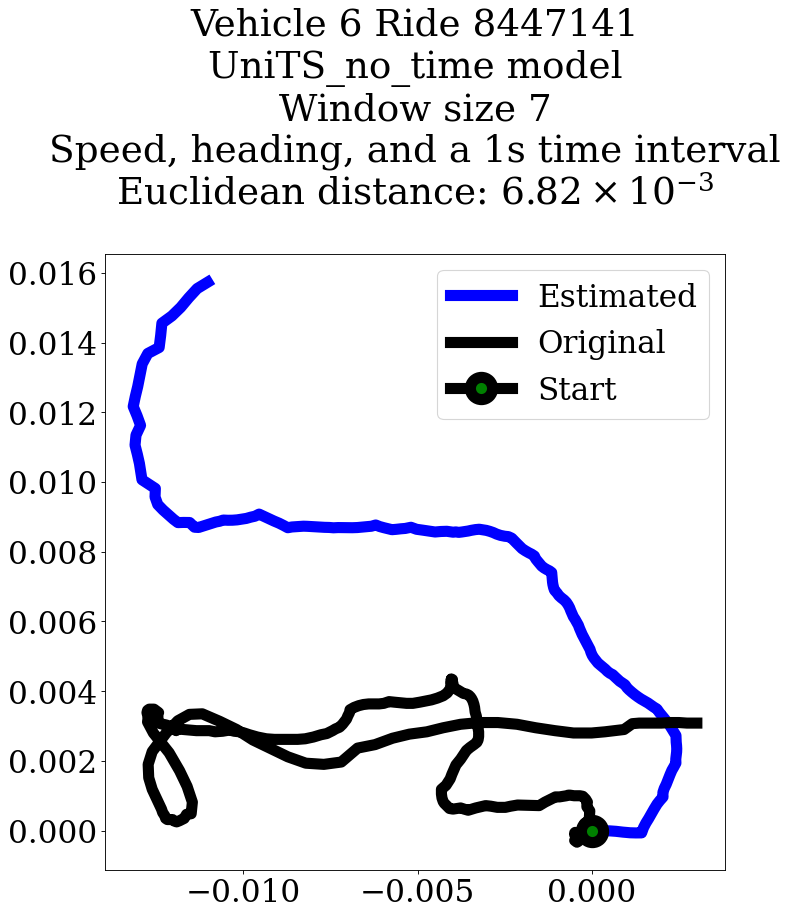 Vehicle 6 Ride 8447141
UniTS_no_time model
Window size 7
Speed, heading, and a 1s time interval
Euclidean distance: 6.82 × 10⁻³
Estimated
Original
Start
0.016
0.014
0.012
0.010
0.008
0.006
0.004
0.002
0.000
−0.010 −0.005 0.000